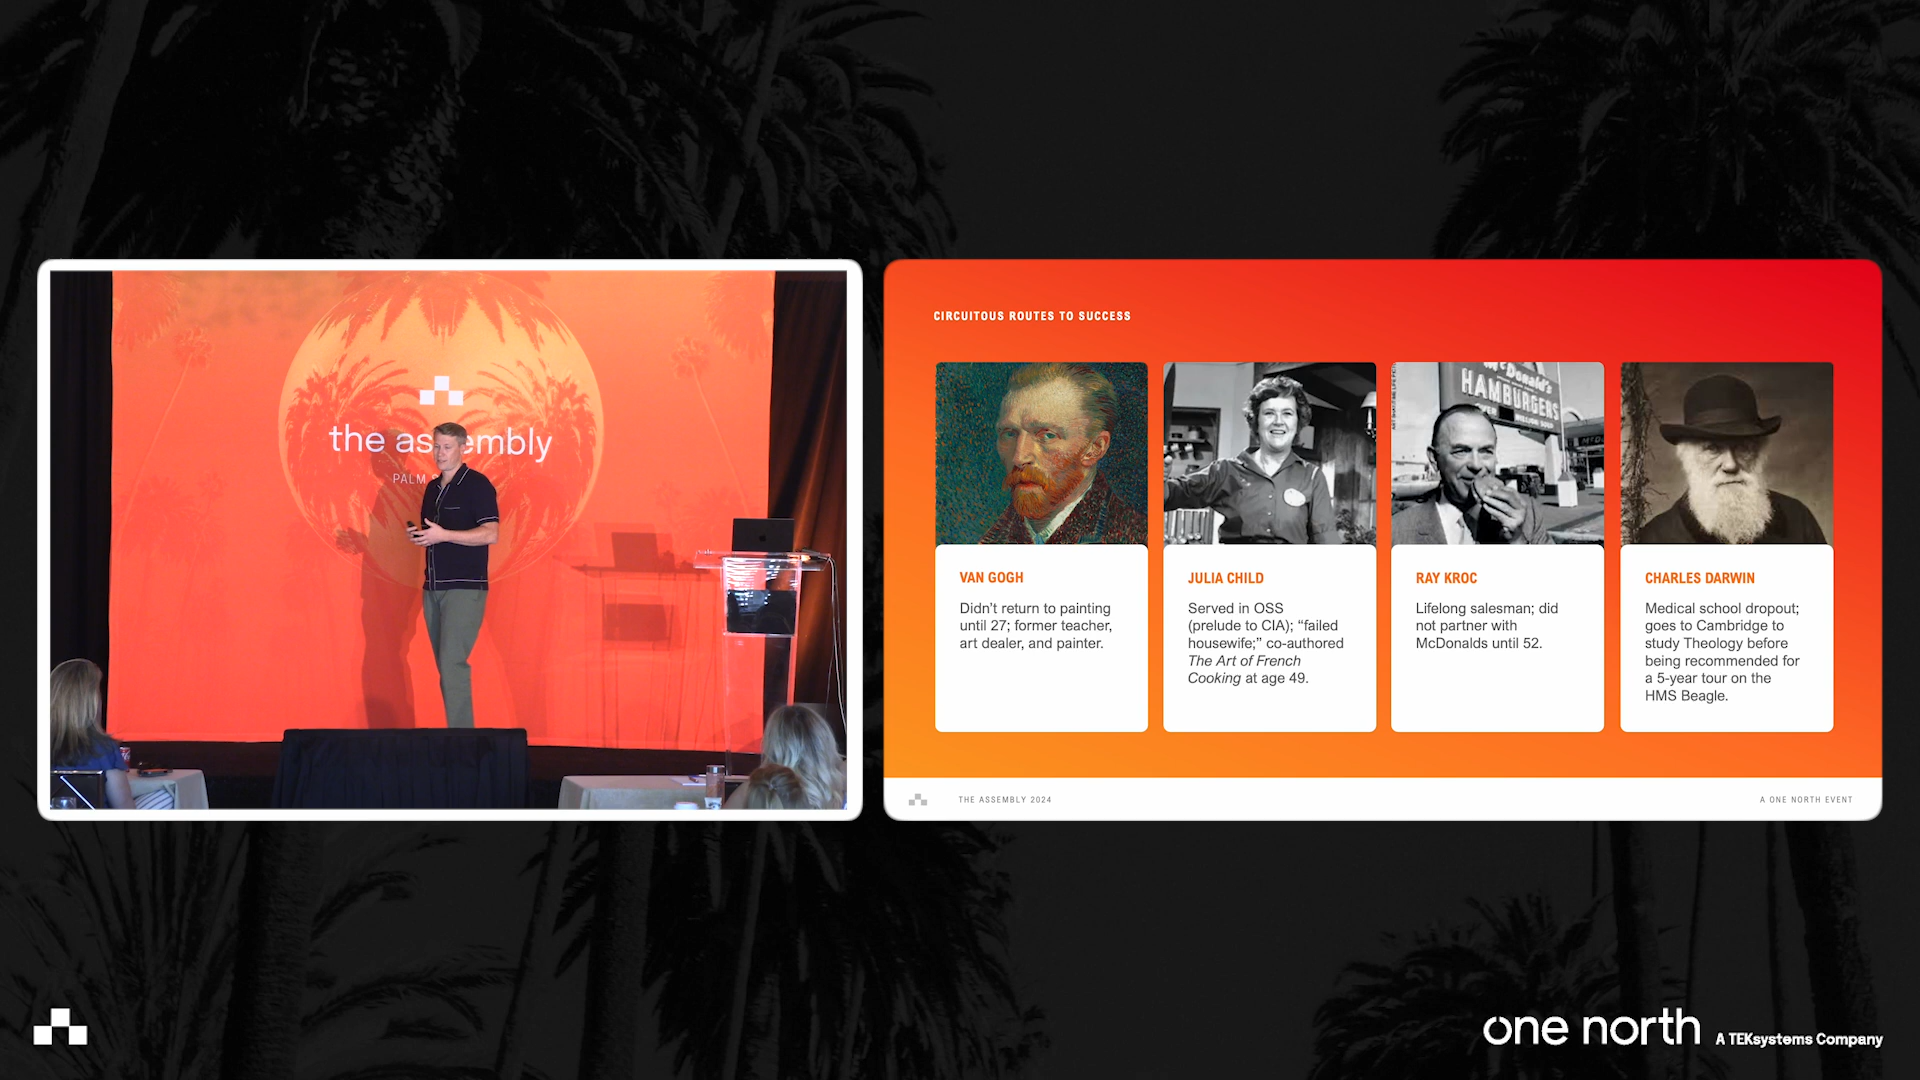 the assembly
PALM
CIRCUITOUS ROUTES TO SUCCESS
McDonald's
HAMBURGERS
VAN GOGH
Didn't return to painting
until 27; former teacher,
art dealer, and painter.
JULIA CHILD
Served in OSS
(prelude to CIA); “failed
housewife;” co-authored
The Art of French
Cooking at age 49.
RAY KROC
Lifelong salesman; did
not partner with
McDonalds until 52.
CHARLES DARWIN
Medical school dropout;
goes to Cambridge to
study Theology before
being recommended for
a 5-year tour on the
HMS Beagle.
THE ASSEMBLY 2024
A ONE NORTH EVENT
one north
A TEKsystems Company